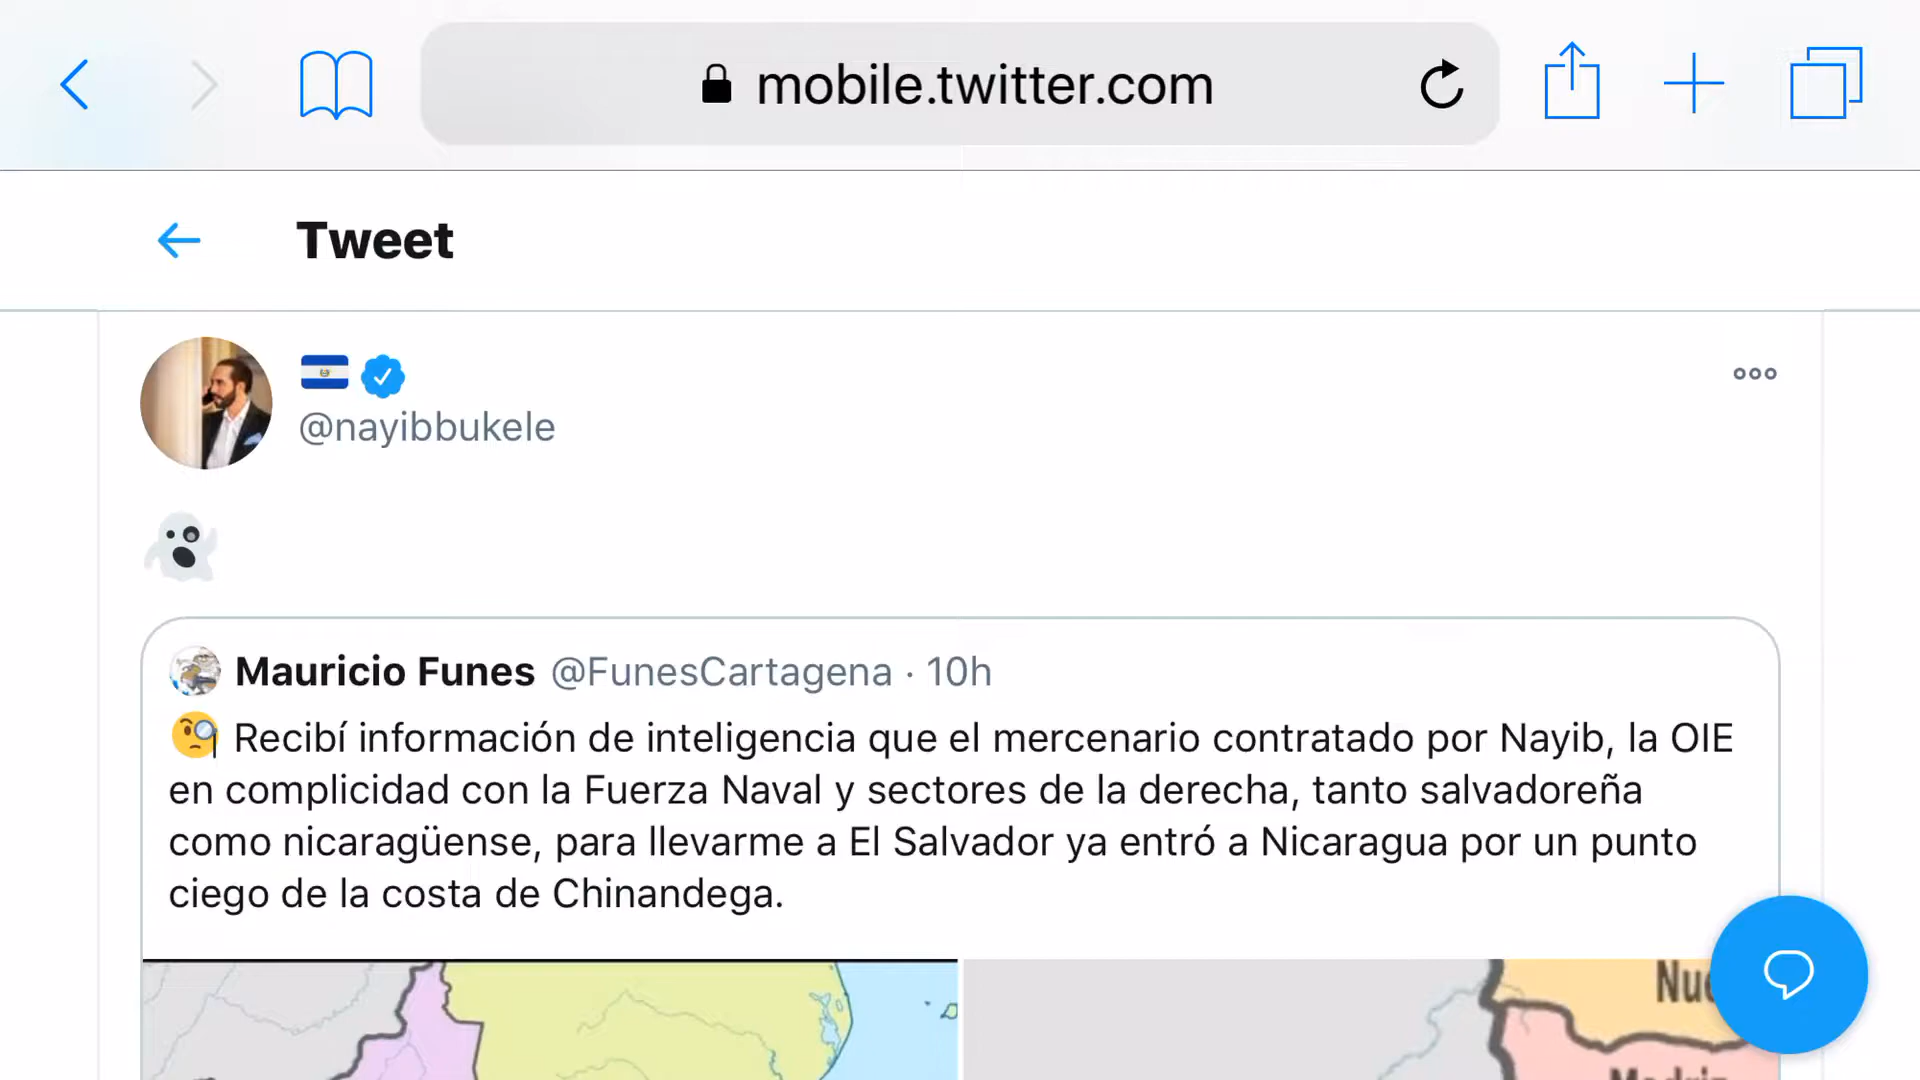 mobile.twitter.com
Tweet
@nayibbukele
Mauricio Funes @FunesCartagena · 10h
Recibí información de inteligencia que el mercenario contratado por Nayib, la OIE
en complicidad con la Fuerza Naval y sectores de la derecha, tanto salvadoreña
como nicaragüense, para llevarme a El Salvador ya entró a Nicaragua por un punto
ciego de la costa de Chinandega.